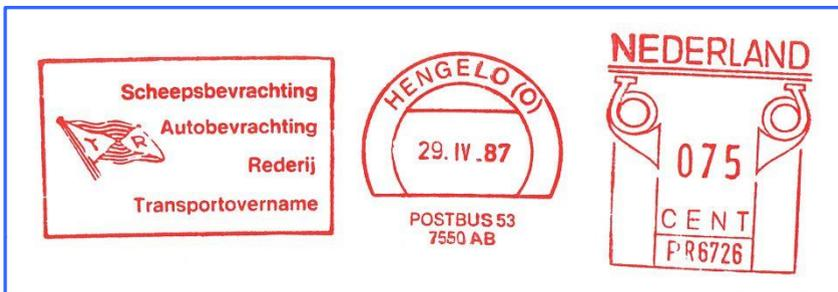 Scheepsbevrachting
Autobevrachting
Y R
Rederij
Transportovername
HENGELO (O)
29. IV .87
POSTBUS 53
7550 AB
NEDERLAND
075
CENT
PR6726